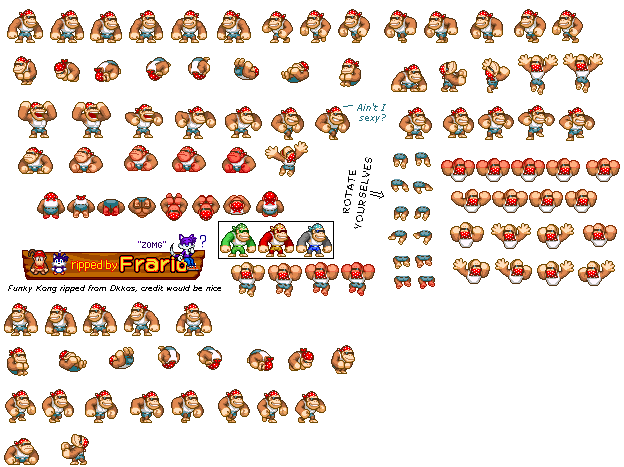 Ain't I
sexy?
ROTATE
YOURSELVES
"ZOMG" ?
ripped by Frario
Funky Kong ripped from Dkkos, credit would be nice